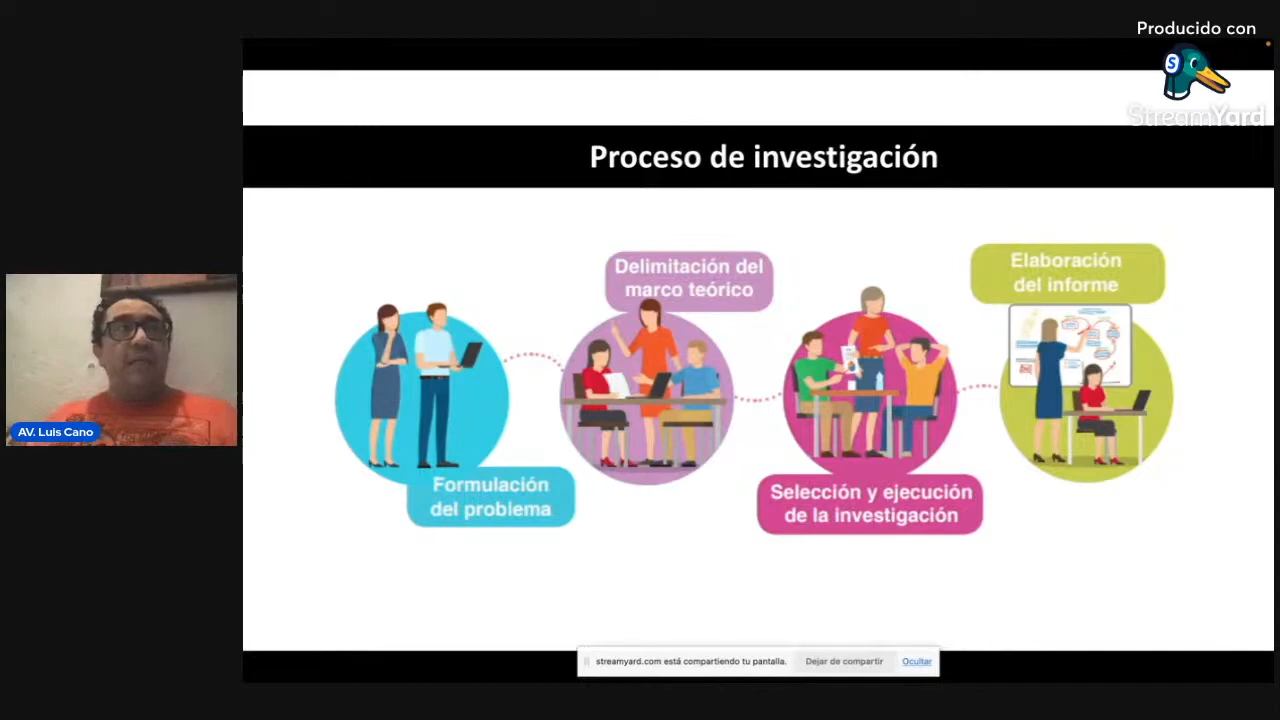 Producido con
StreamYard
Proceso de investigación
Delimitación del
marco teórico
Elaboración
del informe
AV. Luis Cano
Formulación
del problema
Selección y ejecución
de la investigación
streamyard.com está compartiendo tu pantalla.
Dejar de compartir
Ocultar